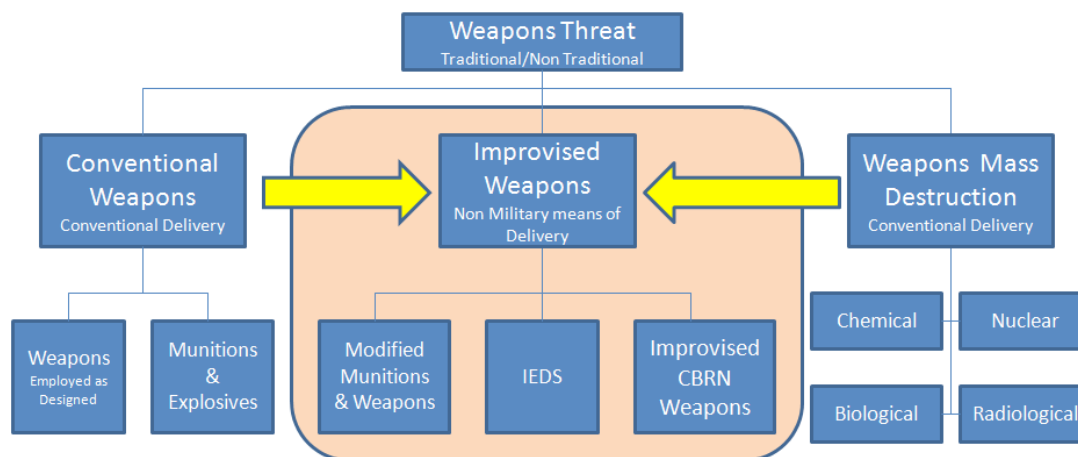 Weapons Threat
Traditional/Non Traditional
Conventional
Weapons
Conventional Delivery
Improvised
Weapons
Non Military means of
Delivery
Weapons Mass
Destruction
Conventional Delivery
Weapons
Employed as
Designed
Munitions
&
Explosives
Modified
Munitions
& Weapons
IEDS
Improvised
CBRN
Weapons
Chemical
Nuclear
Biological
Radiological